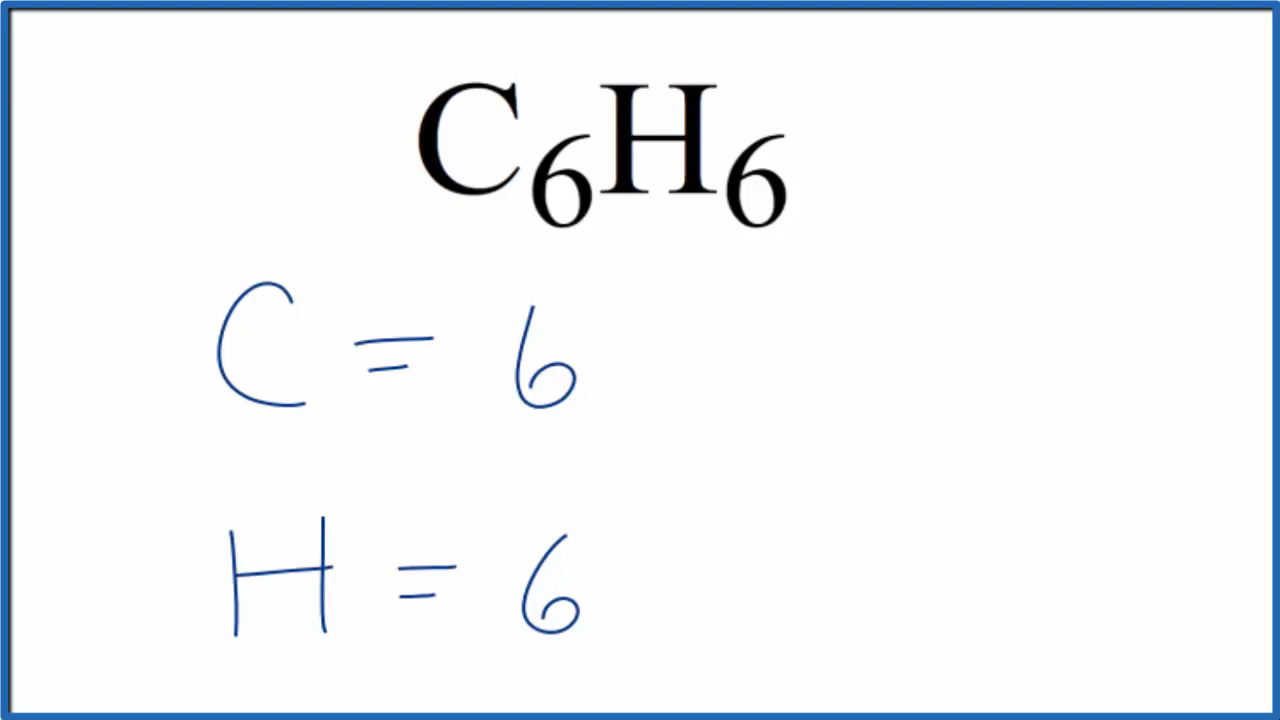 C₆H₆
C = 6
H = 6